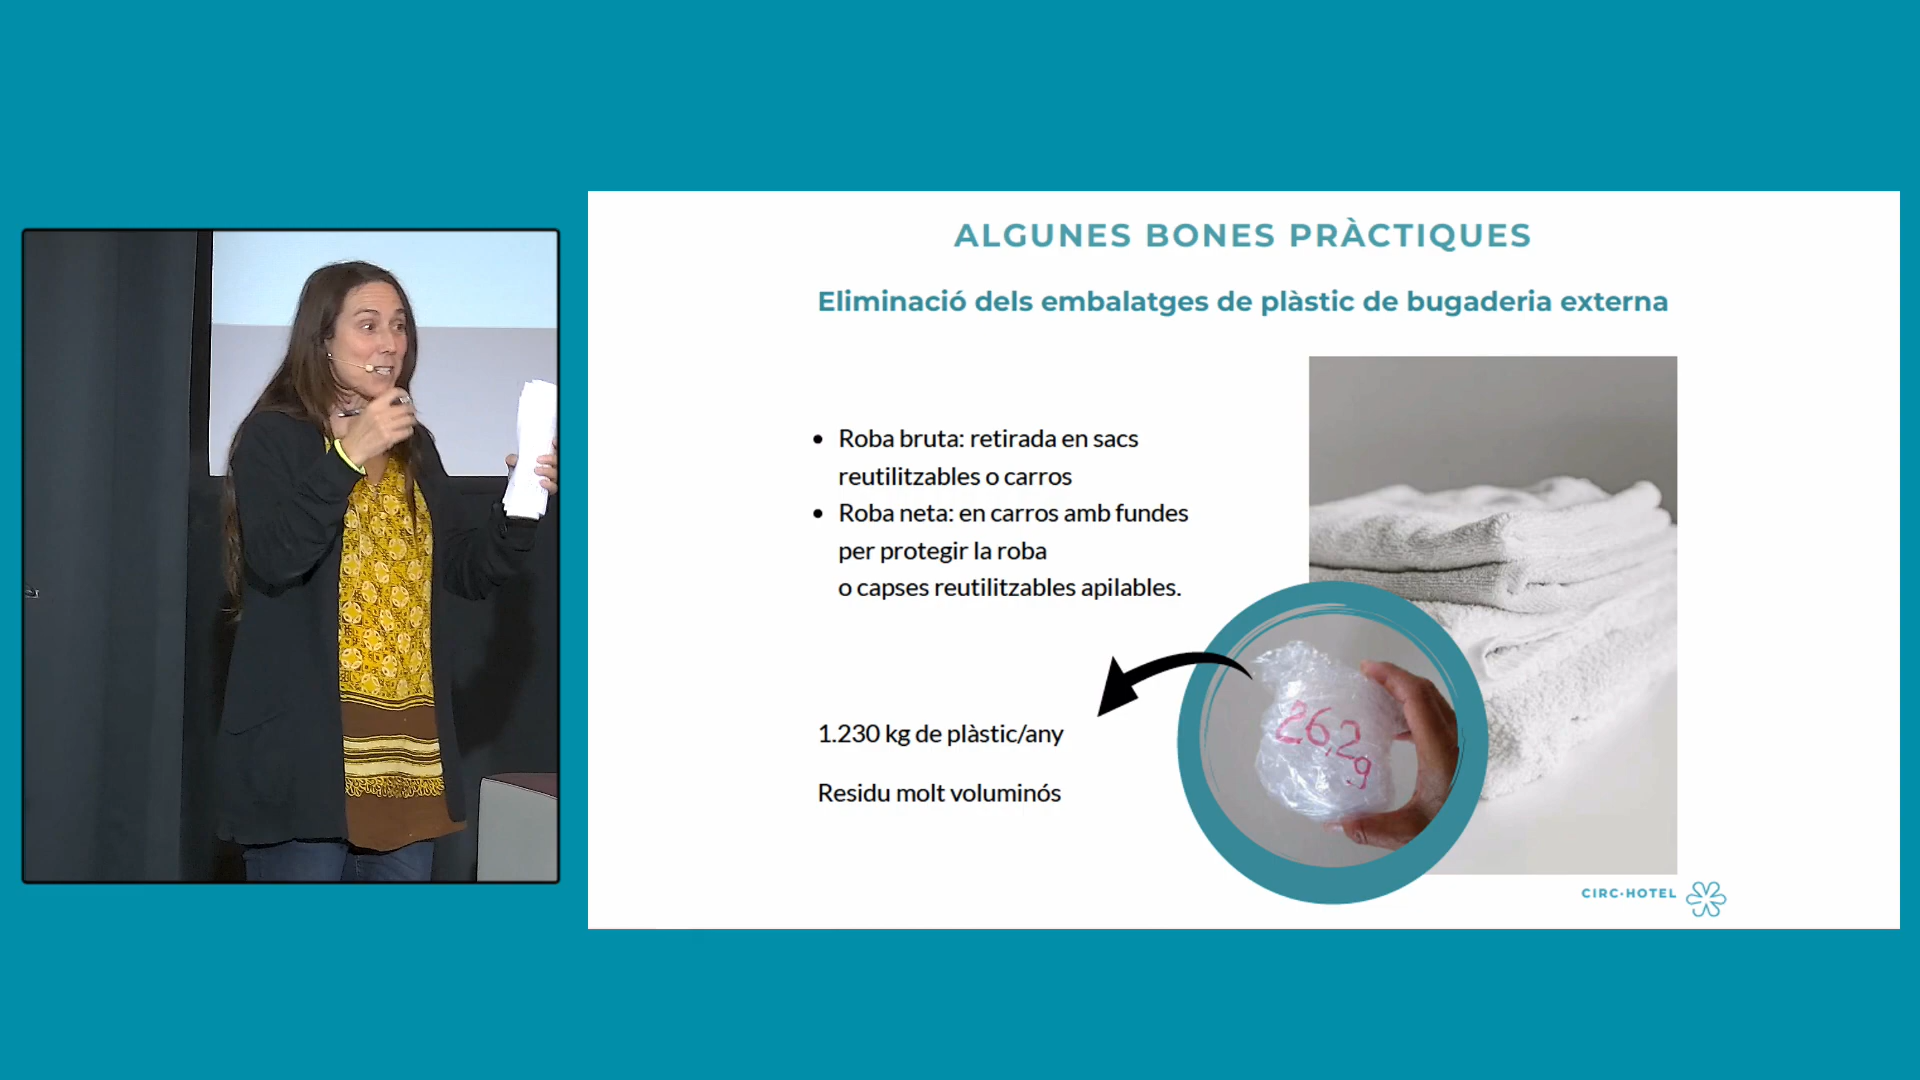 ALGUNES BONES PRÀCTIQUES
Eliminació dels embalatges de plàstic de bugaderia externa
• Roba bruta: retirada en sacs
reutilitzables o carros
• Roba neta: en carros amb fundes
per protegir la roba
o capses reutilitzables apilables.
1.230 kg de plàstic/any
Residu molt voluminós
26,2g
CIRC·HOTEL